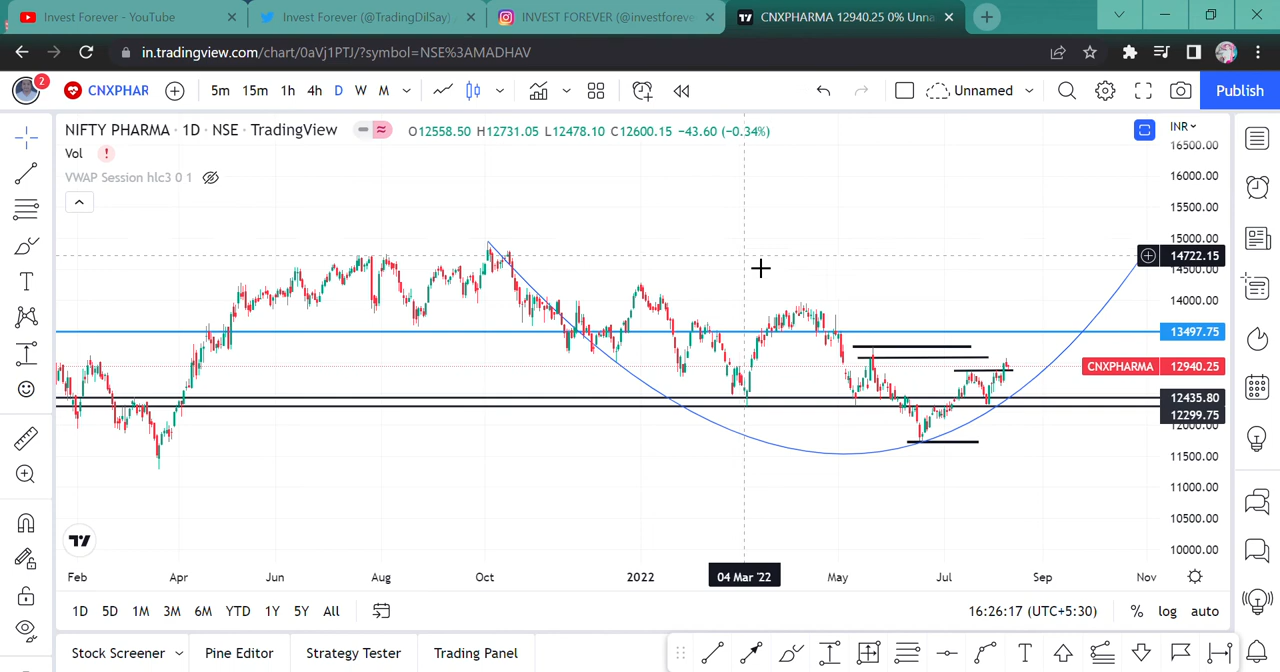 Invest Forever - YouTube
Invest Forever (@TradingDilSay)
INVEST FOREVER (@investforeve
CNXPHARMA 12940.25 0% Unna
in.tradingview.com/chart/0aVj1PTJ/?symbol=NSE%3AMADHAV
2
CNXPHAR
5m 15m 1h 4h D W M
Unnamed
Publish
NIFTY PHARMA · 1D · NSE · TradingView
O12558.50 H12731.05 L12478.10 C12600.15 −43.60 (−0.34%)
INR
Vol
VWAP Session hlc3 0 1
16500.00
16000.00
15500.00
15000.00
14722.15
14500.00
14000.00
13497.75
CNXPHARMA 12940.25
12435.80
12299.75
12000.00
11500.00
11000.00
10500.00
10000.00
Feb Apr Jun Aug Oct 2022 04 Mar '22 May Jul Sep Nov
1D 5D 1M 3M 6M YTD 1Y 5Y All
16:26:17 (UTC+5:30) % log auto
Stock Screener Pine Editor Strategy Tester Trading Panel